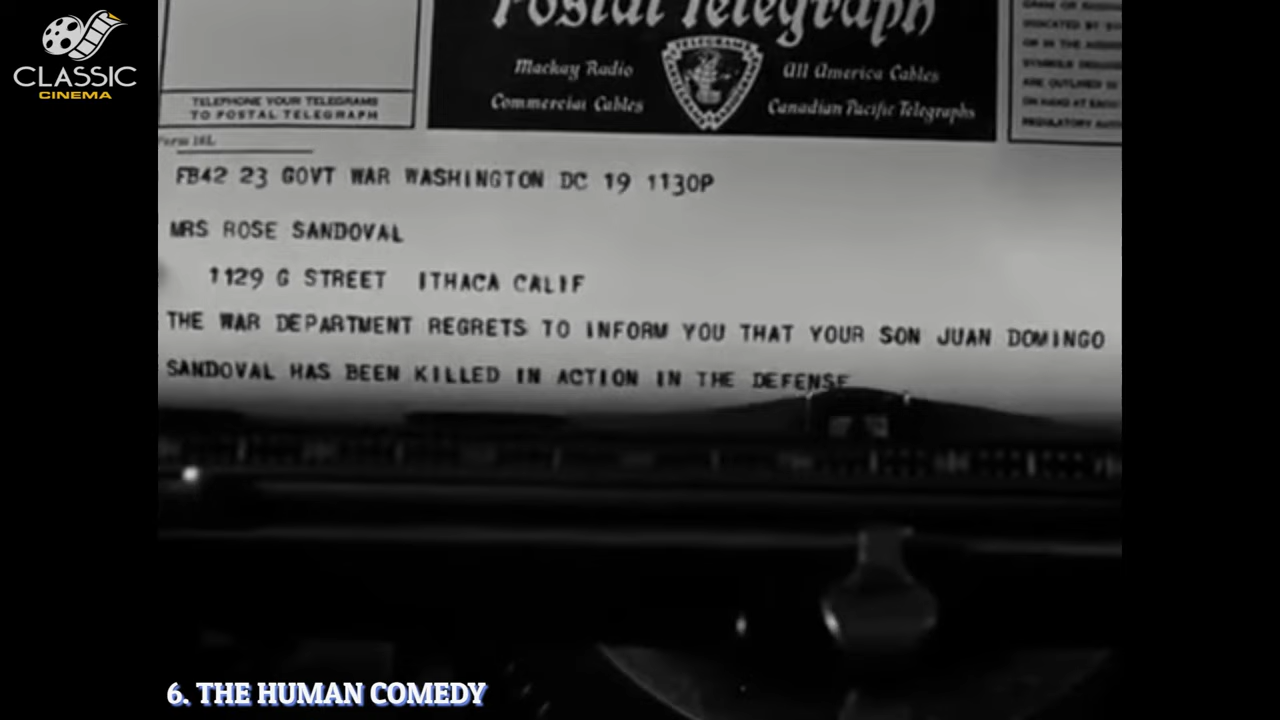 CLASSIC
CINEMA
Postal Telegraph
Mackay Radio
All America Cables
Commercial Cables
Canadian Pacific Telegraphs
TELEPHONE YOUR TELEGRAMS
TO POSTAL TELEGRAPH
FB42 23 GOVT WAR WASHINGTON DC 19 1130P
MRS ROSE SANDOVAL
1129 G STREET ITHACA CALIF
THE WAR DEPARTMENT REGRETS TO INFORM YOU THAT YOUR SON JUAN DOMINGO
SANDOVAL HAS BEEN KILLED IN ACTION IN THE DEFENSE
6. THE HUMAN COMEDY